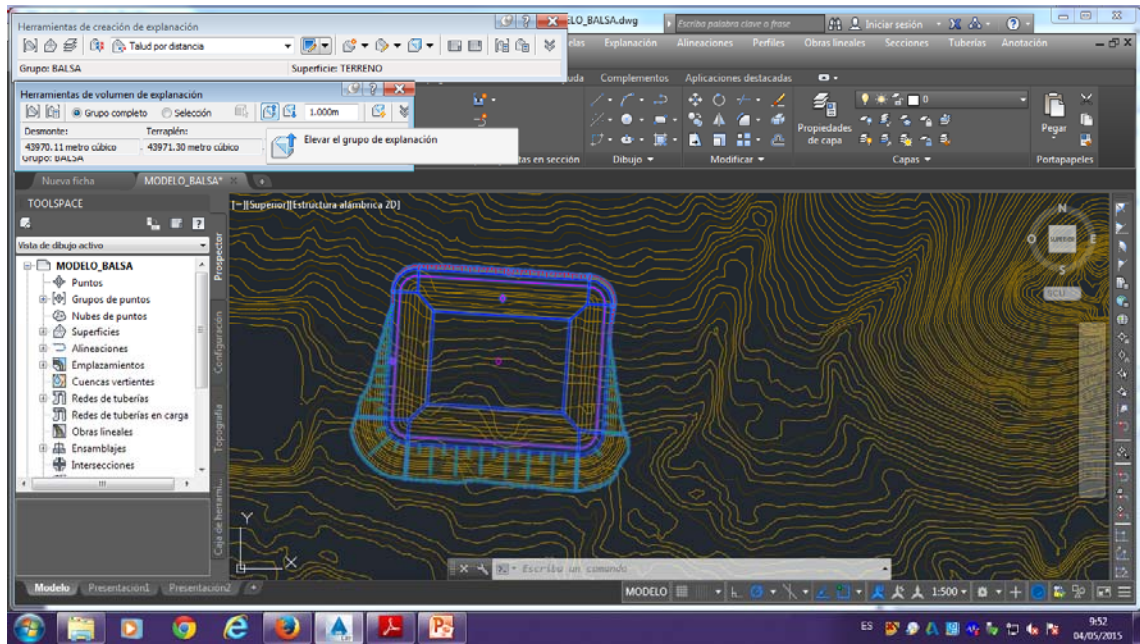 Herramientas de creación de explanación
Talud por distancia
Grupo: BALSA
Superficie: TERRENO
LO_BALSA.dwg
Escriba palabra clave o frase
Iniciar sesión
Explanación Alineaciones Perfiles Obras lineales Secciones Tuberías Anotación
Complementos Aplicaciones destacadas
Herramientas de volumen de explanación
Grupo completo
Selección
1.000m
Desmonte:
Terraplén:
43970.11 metro cúbico
43971.30 metro cúbico
Grupo: BALSA
Elevar el grupo de explanación
Propiedades
de capa
0
Pegar
tas en sección
Dibujo
Modificar
Capas
Portapapeles
Nueva ficha
MODELO_BALSA*
TOOLSPACE
Vista de dibujo activo
MODELO_BALSA
Puntos
Grupos de puntos
Nubes de puntos
Superficies
Alineaciones
Emplazamientos
Cuencas vertientes
Redes de tuberías
Redes de tuberías en carga
Obras lineales
Ensamblajes
Intersecciones
Prospector
Configuración
Topografía
Caja de herrami...
[-][Superior][Estructura alámbrica 2D]
N
O
SUPERIOR
E
S
SCU
Y
X
Escriba un comando
Modelo
Presentación1
Presentación2
MODELO
1:500
ES
9:52
04/05/2015